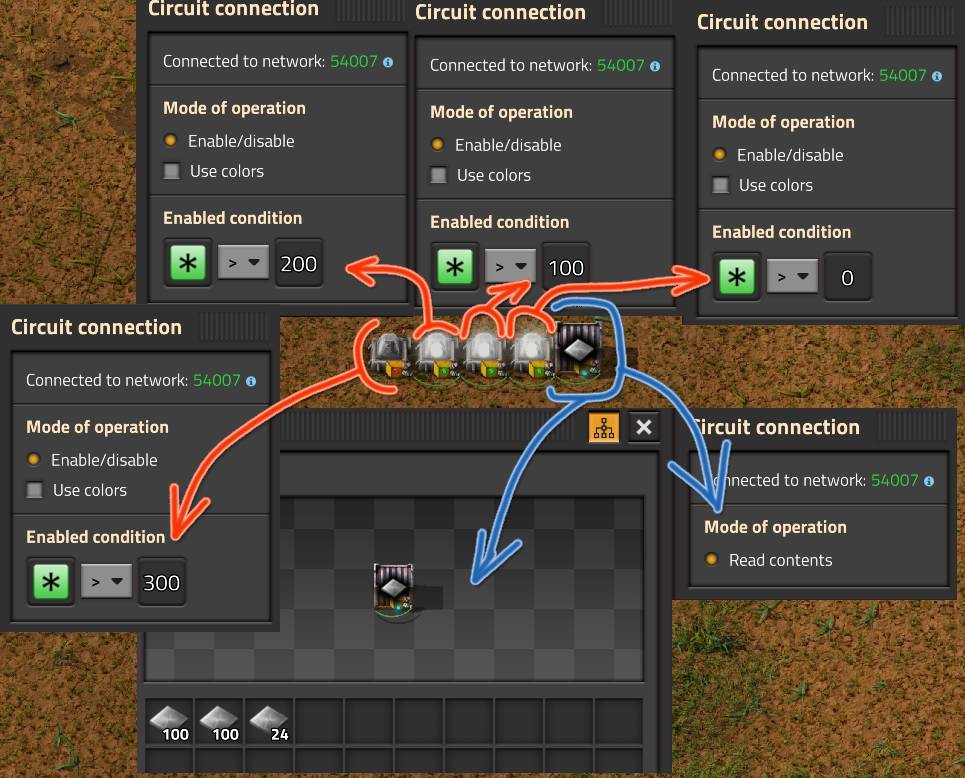 Circuit connection
Connected to network: 54007
Mode of operation
Enable/disable
Use colors
Enabled condition
* > 200
Circuit connection
Connected to network: 54007
Mode of operation
Enable/disable
Use colors
Enabled condition
* > 100
Circuit connection
Connected to network: 54007
Mode of operation
Enable/disable
Use colors
Enabled condition
* > 0
Circuit connection
Connected to network: 54007
Mode of operation
Enable/disable
Use colors
Enabled condition
* > 300
Circuit connection
Connected to network: 54007
Mode of operation
Read contents
100 100 24